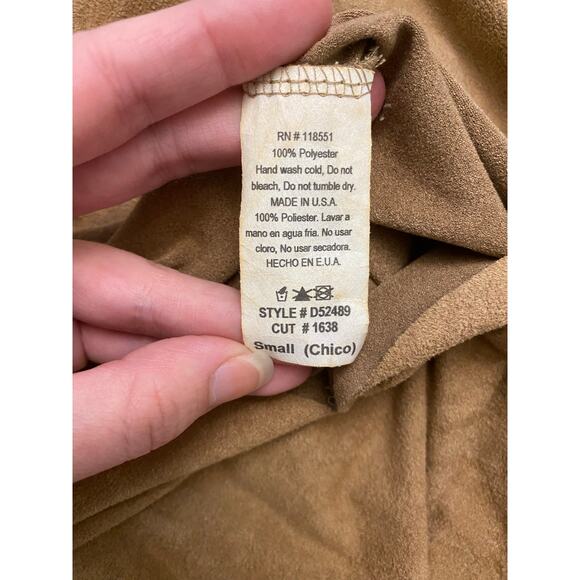 RN # 118551
100% Polyester
Hand wash cold, Do not
bleach, Do not tumble dry.
MADE IN U.S.A.
100% Poliester. Lavar a
mano en agua fria. No usar
cloro, No usar secadora.
HECHO EN E.U.A.
STYLE # D52489
CUT # 1638
Small (Chico)